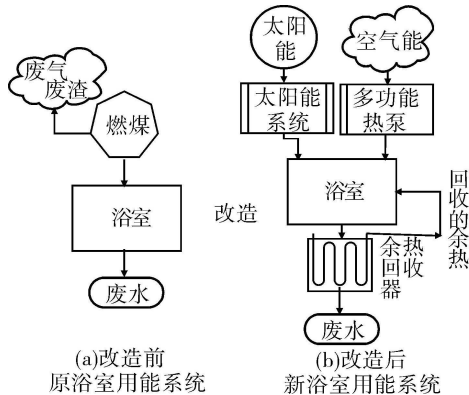 废气
废渣
燃煤
浴室
废水
(a)改造前
原浴室用能系统
改造
太阳
能
空气能
太阳能
系统
多功能
热泵
浴室
回收的余热
余热
回收
器
废水
(b)改造后
新浴室用能系统